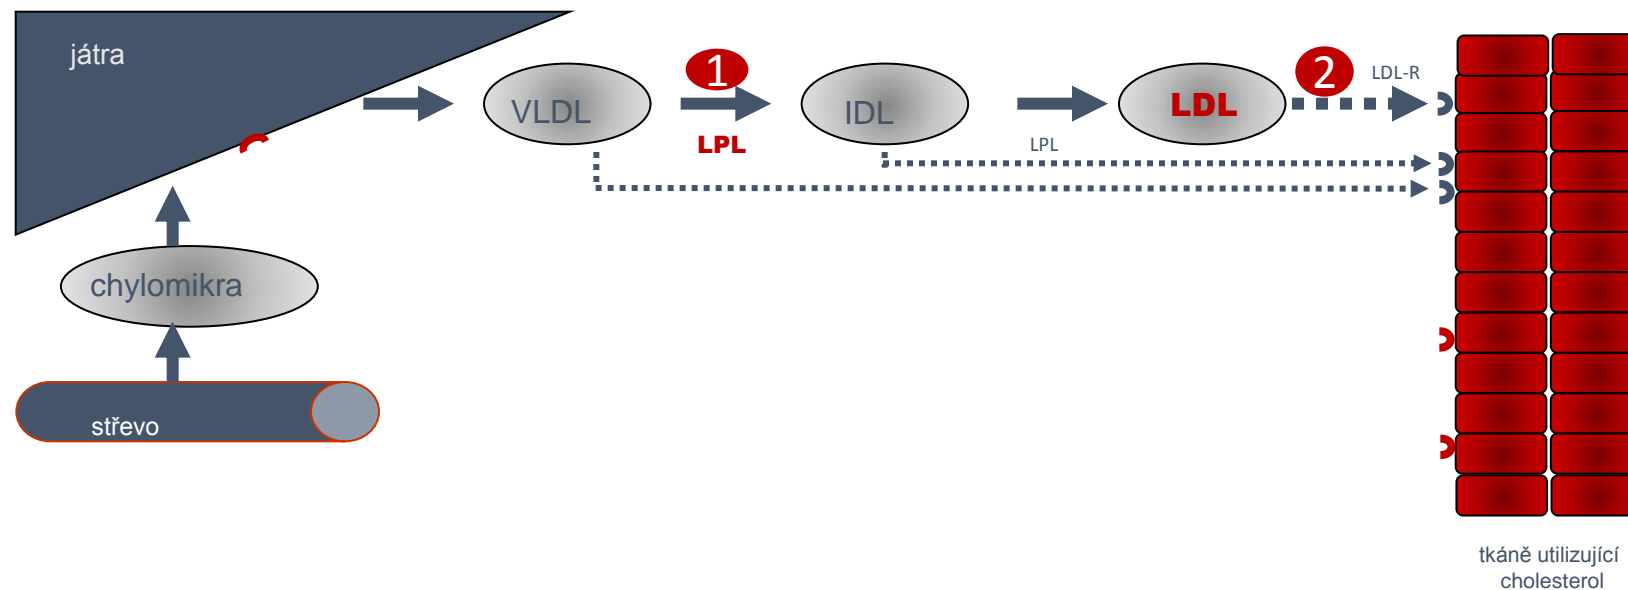 játra
1
2
LDL-R
VLDL
IDL
LDL
LPL
LPL
chylomikra
střevo
tkáně utilizující
cholesterol